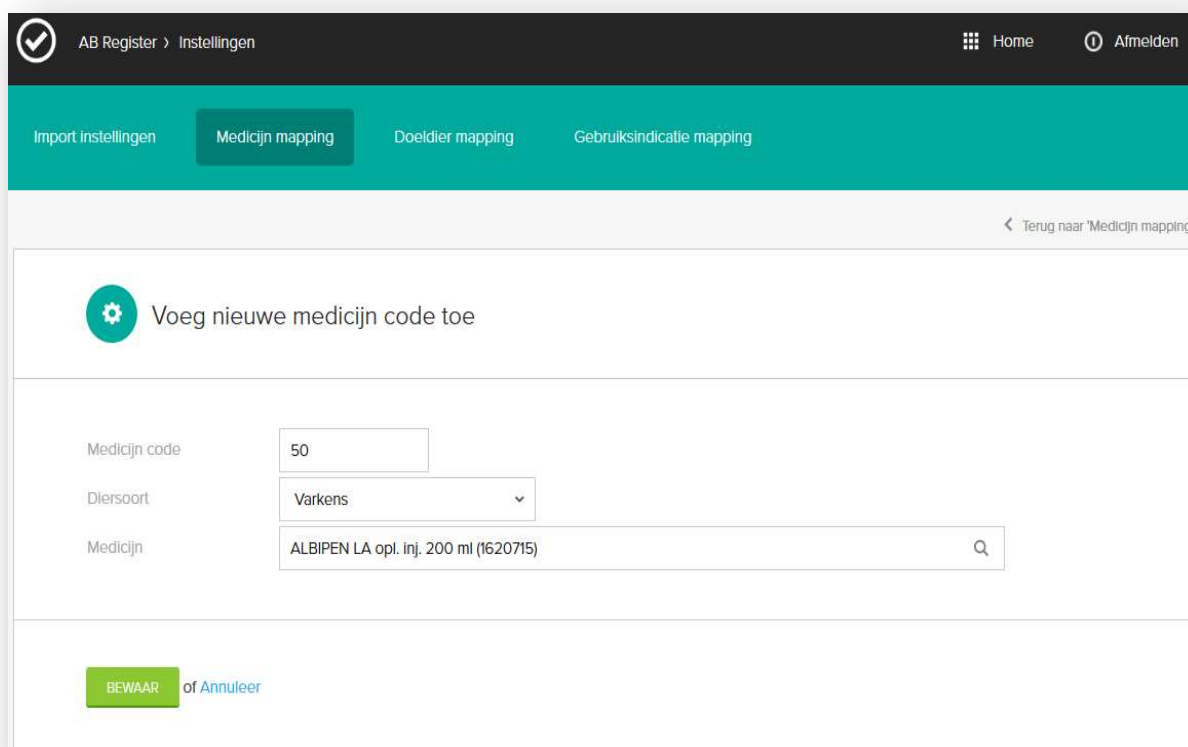 AB Register › Instellingen Home Afmelden
Import instellingen Medicijn mapping Doeldier mapping Gebruiksindicatie mapping
Terug naar 'Medicijn mapping
Voeg nieuwe medicijn code toe
Medicijn code 50
Diersoort Varkens
Medicijn ALBIPEN LA opl. inj. 200 ml (1620715)
BEWAAR of Annuleer